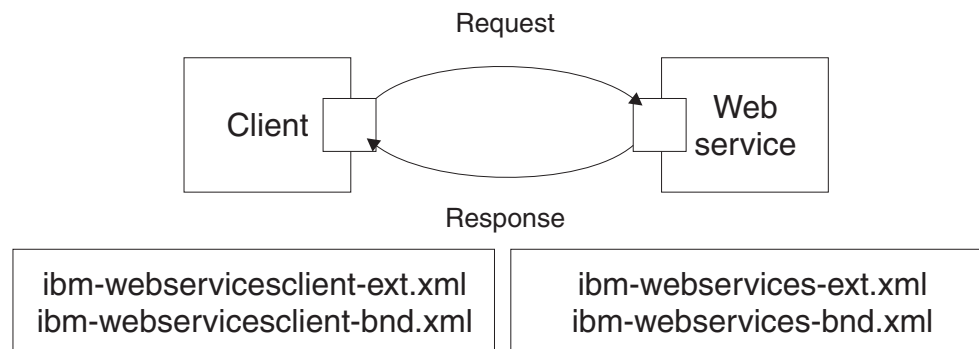 Request
Client
Web
service
Response
ibm-webservicesclient-ext.xml
ibm-webservicesclient-bnd.xml
ibm-webservices-ext.xml
ibm-webservices-bnd.xml